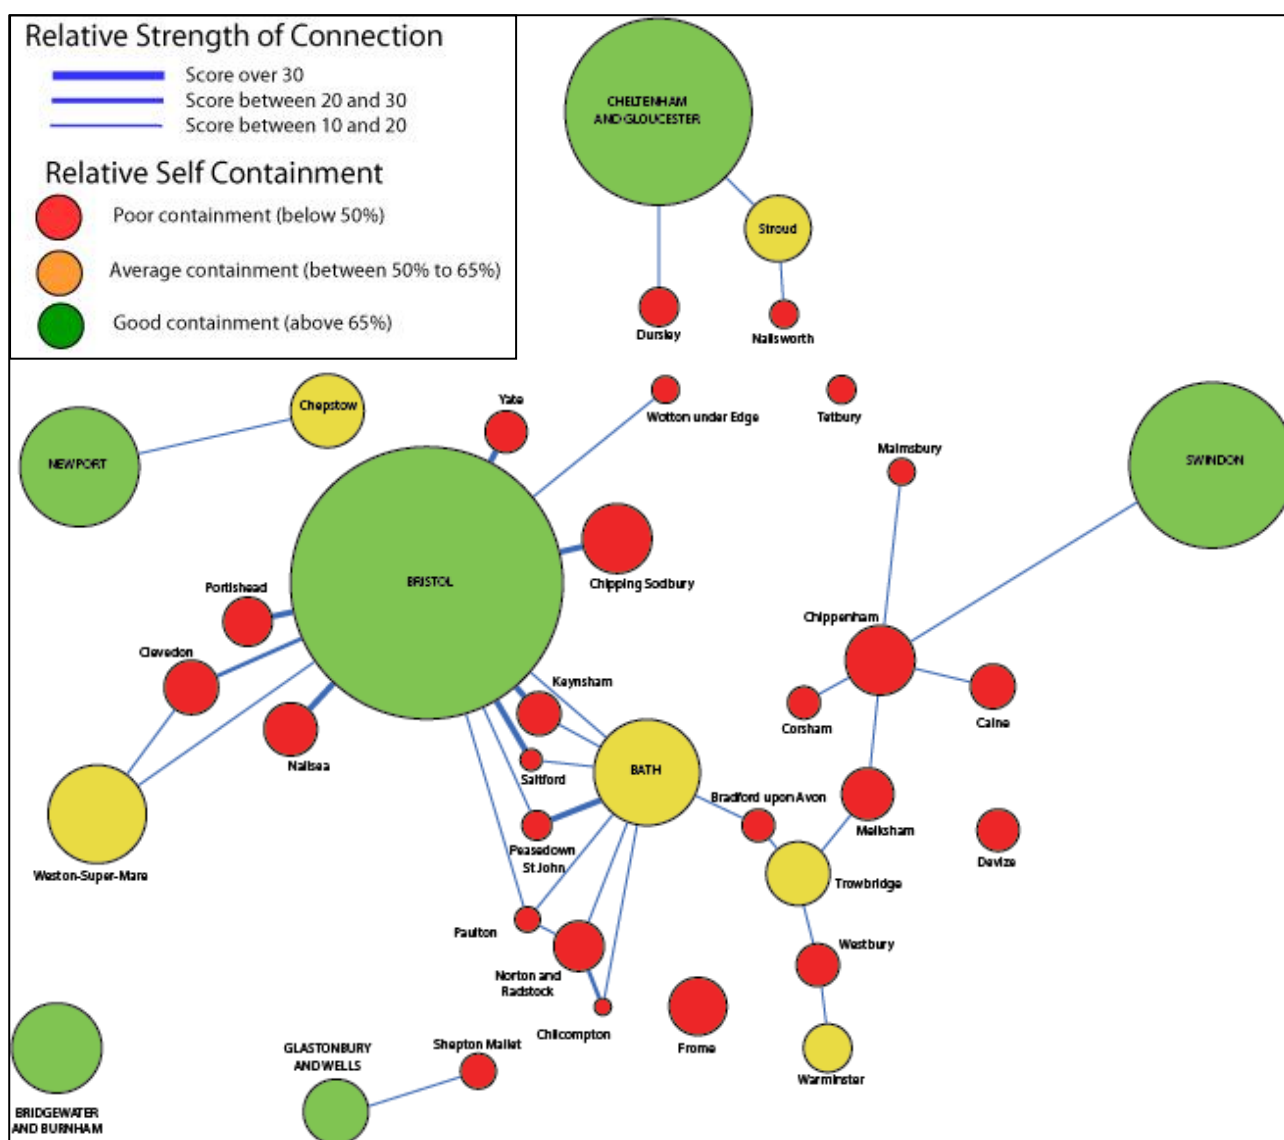 Relative Strength of Connection
Score over 30
Score between 20 and 30
Score between 10 and 20
Relative Self Containment
Poor containment (below 50%)
Average containment (between 50% to 65%)
Good containment (above 65%)
CHELTENHAM
AND GLOUCESTER
Stroud
Dursley
Nailsworth
Chepstow
Yate
Wotton under Edge
Tetbury
NEWPORT
Malmsbury
SWINDON
BRISTOL
Chipping Sodbury
Portishead
Chippenham
Clevedon
Keynsham
Corsham
Calne
Nailsea
Saltford
BATH
Bradford upon Avon
Melksham
Peasedown
St John
Devize
Weston-Super-Mare
Trowbridge
Paulton
Westbury
Norton and
Radstock
Chilcompton
Frome
Shepton Mallet
GLASTONBURY
AND WELLS
Warminster
BRIDGEWATER
AND BURNHAM